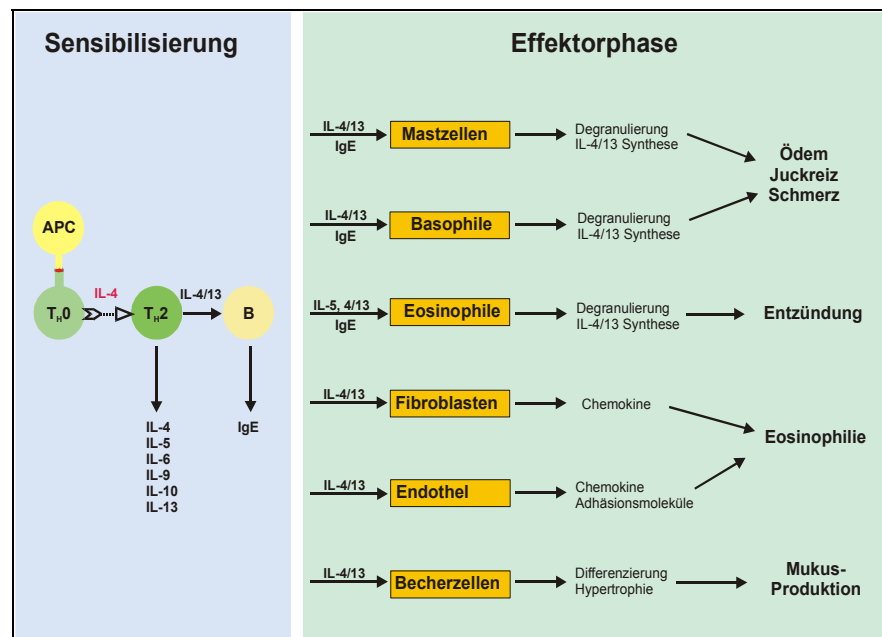 Sensibilisierung
APC
IL-4
IL-4/13
TH0
TH2
B
IL-4
IL-5
IL-6
IL-9
IL-10
IL-13
IgE
Effektorphase
IL-4/13
IgE
Mastzellen
Degranulierung
IL-4/13 Synthese
Ödem
Juckreiz
Schmerz
IL-4/13
IgE
Basophile
Degranulierung
IL-4/13 Synthese
IL-5, 4/13
IgE
Eosinophile
Degranulierung
IL-4/13 Synthese
Entzündung
IL-4/13
Fibroblasten
Chemokine
Eosinophilie
IL-4/13
Endothel
Chemokine
Adhäsionsmoleküle
IL-4/13
Becherzellen
Differenzierung
Hypertrophie
Mukus-
Produktion